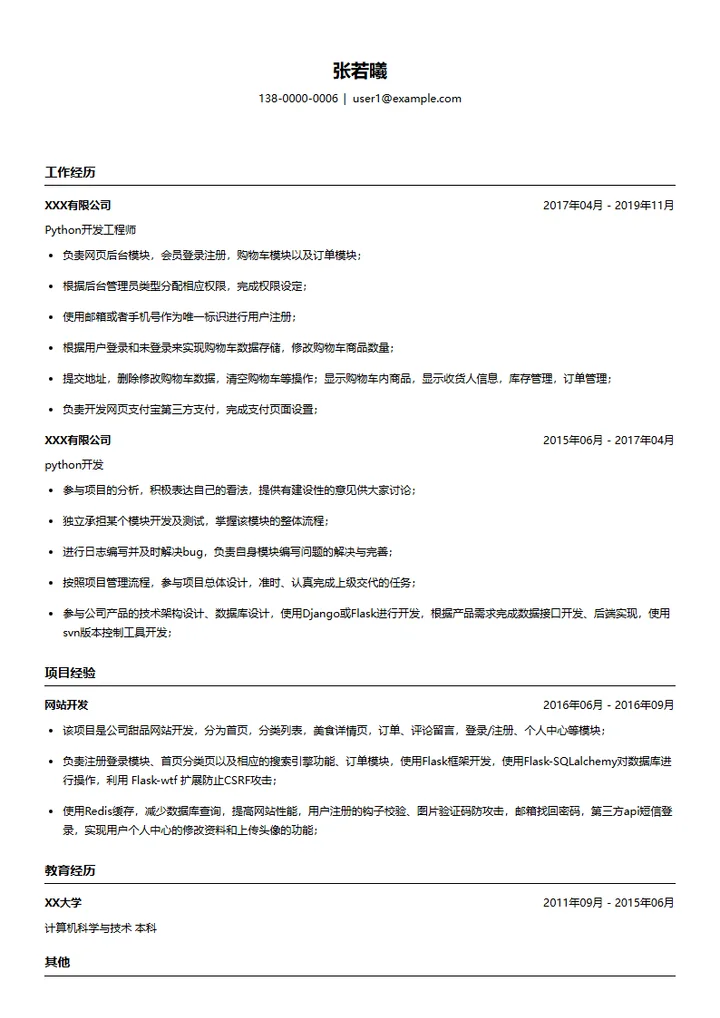 张若曦
138-0000-0006 | user1@example.com
工作经历
XXX有限公司 2017年04月 - 2019年11月
Python开发工程师
• 负责网页后台模块，会员登录注册，购物车模块以及订单模块；
• 根据后台管理员类型分配相应权限，完成权限设定；
• 使用邮箱或者手机号作为唯一标识进行用户注册；
• 根据用户登录和未登录来实现购物车数据存储，修改购物车商品数量；
• 提交地址，删除修改购物车数据，清空购物车等操作；显示购物车内商品，显示收货人信息，库存管理，订单管理；
• 负责开发网页支付宝第三方支付，完成支付页面设置；
XXX有限公司 2015年06月 - 2017年04月
python开发
• 参与项目的分析，积极表达自己的看法，提供有建设性的意见供大家讨论；
• 独立承担某个模块开发及测试，掌握该模块的整体流程；
• 进行日志编写并及时解决bug，负责自身模块编写问题的解决与完善；
• 按照项目管理流程，参与项目总体设计，准时、认真完成上级交代的任务；
• 参与公司产品的技术架构设计、数据库设计，使用Django或Flask进行开发，根据产品需求完成数据接口开发、后端实现，使用
svn版本控制工具开发；
项目经验
网站开发 2016年06月 - 2016年09月
• 该项目是公司甜品网站开发，分为首页，分类列表，美食详情页，订单、评论留言，登录/注册、个人中心等模块；
• 负责注册登录模块、首页分类页以及相应的搜索引擎功能、订单模块，使用Flask框架开发，使用Flask-SQLalchemy对数据库进
行操作，利用 Flask-wtf 扩展防止CSRF攻击；
• 使用Redis缓存，减少数据库查询，提高网站性能，用户注册的钩子校验、图片验证码防攻击，邮箱找回密码，第三方api短信登
录，实现用户个人中心的修改资料和上传头像的功能；
教育经历
XX大学 2011年09月 - 2015年06月
计算机科学与技术 本科
其他